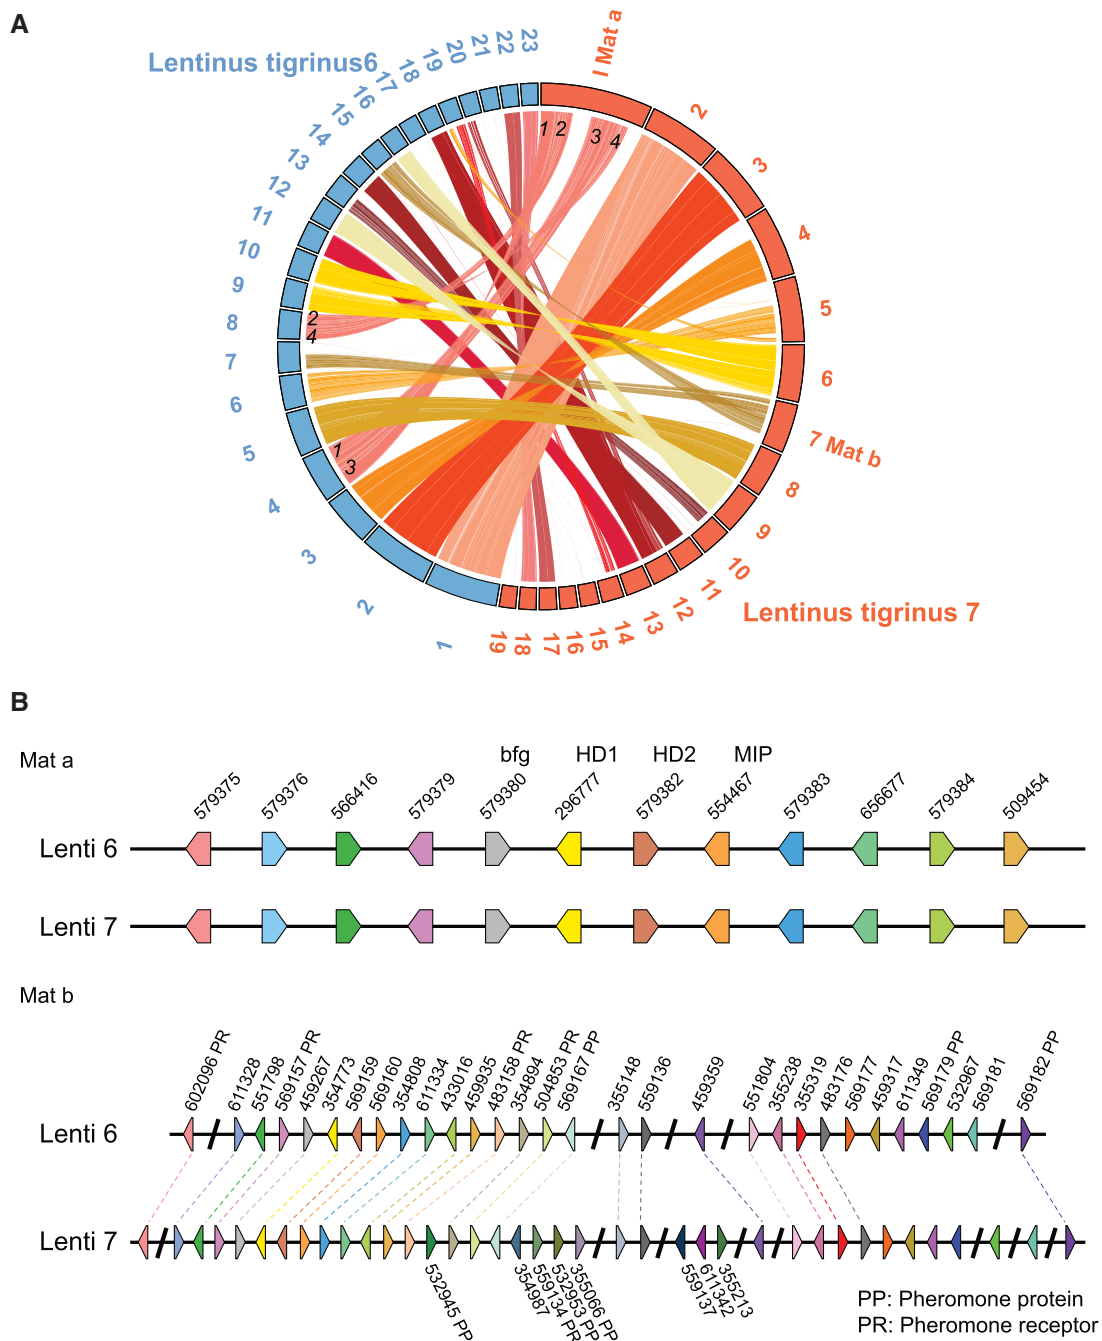 A
Lentinus tigrinus6
1 2 3 4 5 6 7 8 9 10 11 12 13 14 15 16 17 18 19 20 21 22 23
I Mat a
2
3
4
5
6
7 Mat b
8
9
10
11
12
13
14
15
16
17
18
19
1 2 3 4
2
4
1
3
Lentinus tigrinus 7
B
Mat a
bfg HD1 HD2 MIP
579375 579376 566416 579379 579380 296777 579382 554467 579383 656677 579384 509454
Lenti 6
Lenti 7
Mat b
602096 PR 611328 551798 569157 PR 459267 354773 569159 569160 354808 611334 433016 459935 483158 PR 354894 504853 PR 569167 PP 355148 559136 459359 551804 355238 355319 483176 569177 459317 611349 569179 PP 532967 569181 569182 PP
Lenti 6
Lenti 7
532945 PP 354987 559134 PR 532953 PP 355066 PP 559137 611342 355213
PP: Pheromone protein
PR: Pheromone receptor